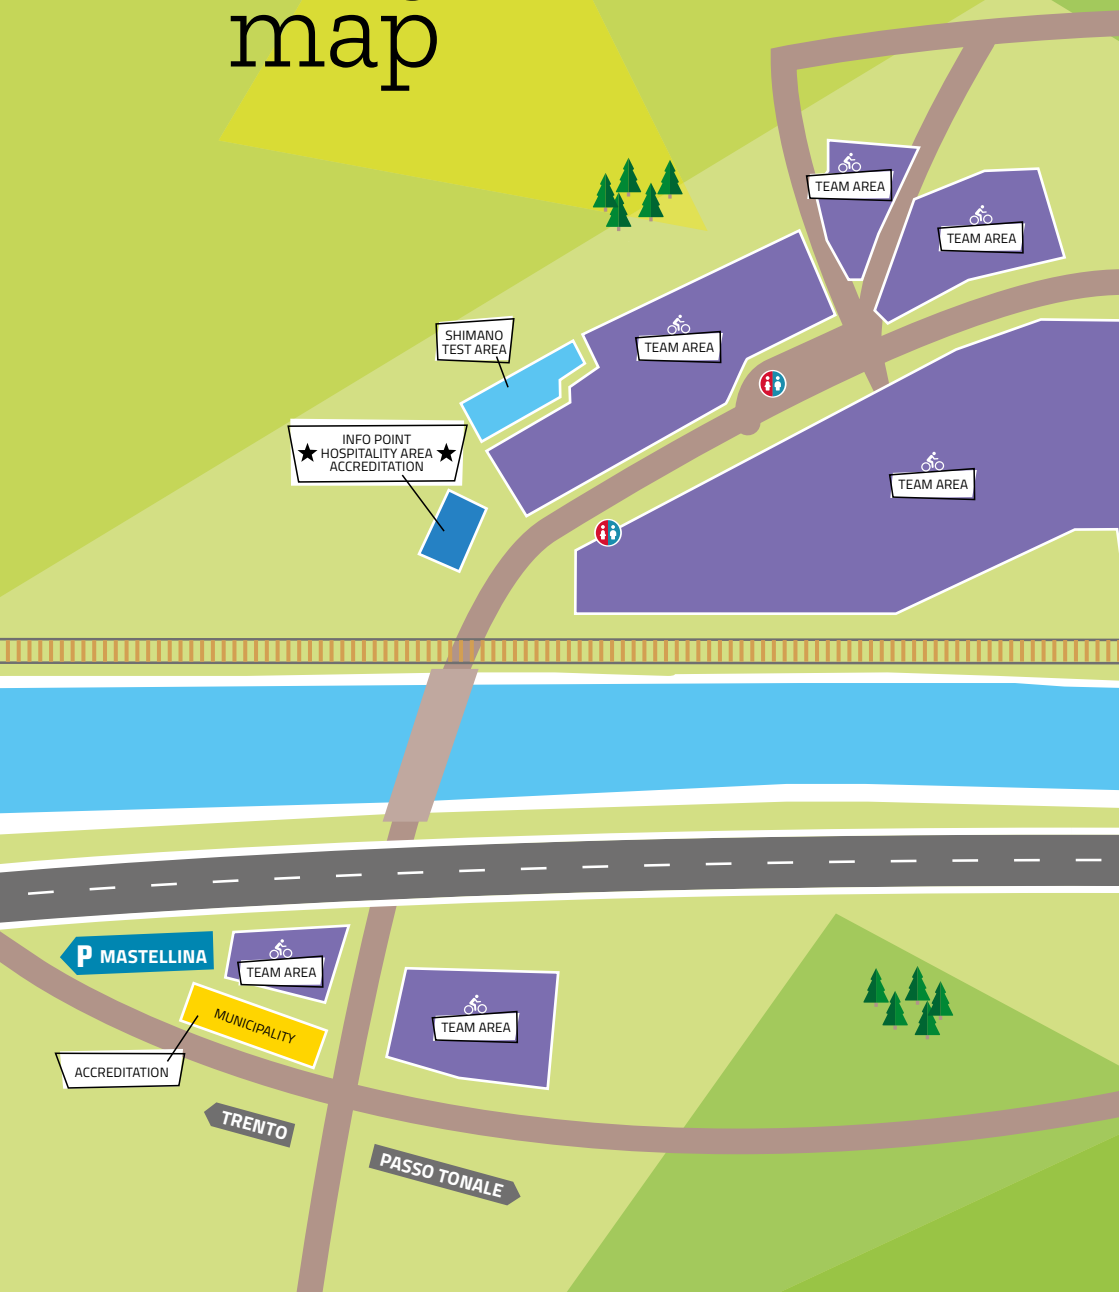 map
TEAM AREA
TEAM AREA
SHIMANO
TEST AREA
TEAM AREA
INFO POINT
HOSPITALITY AREA
ACCREDITATION
TEAM AREA
P MASTELLINA
TEAM AREA
MUNICIPALITY
TEAM AREA
ACCREDITATION
TRENTO
PASSO TONALE